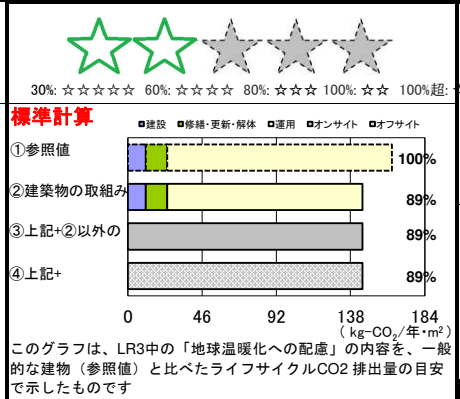 30%: ☆☆☆☆☆ 60%: ☆☆☆☆ 80%: ☆☆☆ 100%: ☆☆ 100%超:
標準計算
建設 修繕・更新・解体 運用 オンサイト オフサイト
①参照値 100%
②建築物の取組み 89%
③上記+②以外の 89%
④上記+ 89%
0 46 92 138 184
( kg-CO₂/年・m² )
このグラフは、LR3中の「地球温暖化への配慮」の内容を、一般
的な建物(参照値)と比べたライフサイクルCO2 排出量の目安
で示したものです